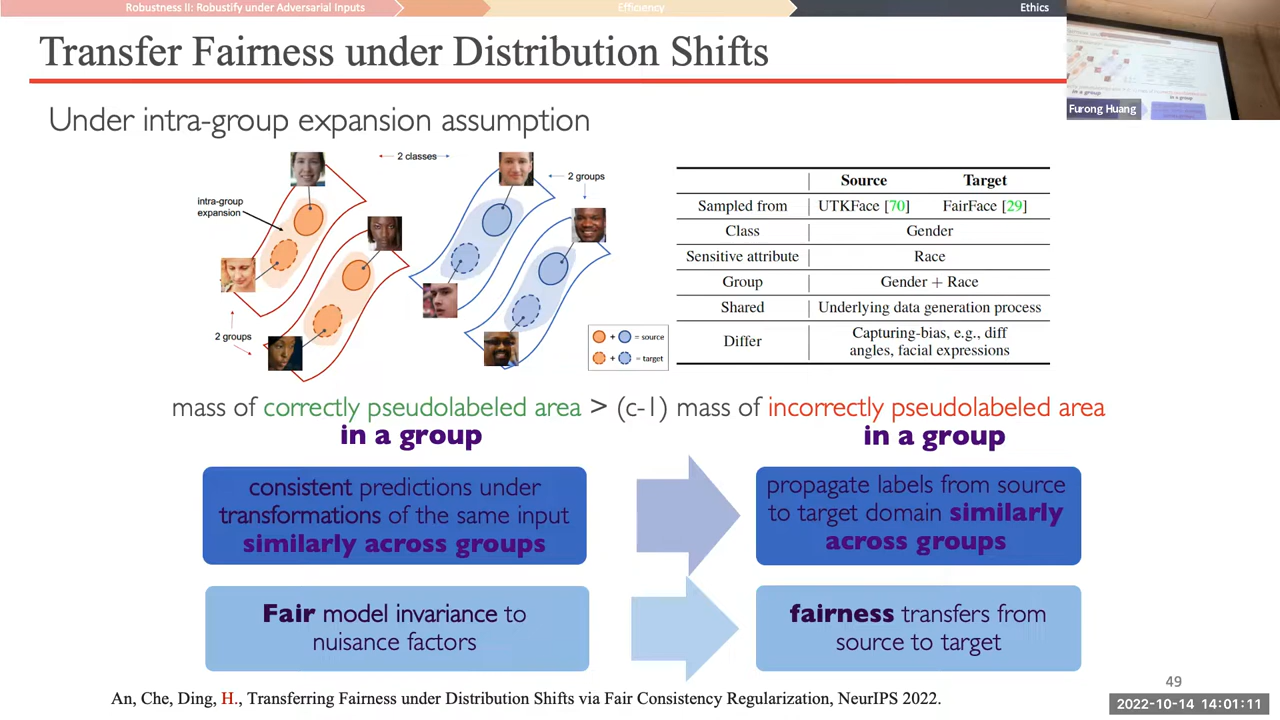 Robustness II: Robustify under Adversarial Inputs
Efficiency
Ethics
Transfer Fairness under Distribution Shifts
Furong Huang
in a group
in a group
Under intra-group expansion assumption
2 classes
2 groups
intra-group
expansion
2 groups
+ = source
+ = target
Source Target
Sampled from UTKFace [70] FairFace [29]
Class Gender
Sensitive attribute Race
Group Gender + Race
Shared Underlying data generation process
Differ Capturing-bias, e.g., diff
angles, facial expressions
mass of correctly pseudolabeled area > (c-1) mass of incorrectly pseudolabeled area
in a group in a group
consistent predictions under
transformations of the same input
similarly across groups
propagate labels from source
to target domain similarly
across groups
Fair model invariance to
nuisance factors
fairness transfers from
source to target
An, Che, Ding, H., Transferring Fairness under Distribution Shifts via Fair Consistency Regularization, NeurIPS 2022.
49
2022-10-14 14:01:11